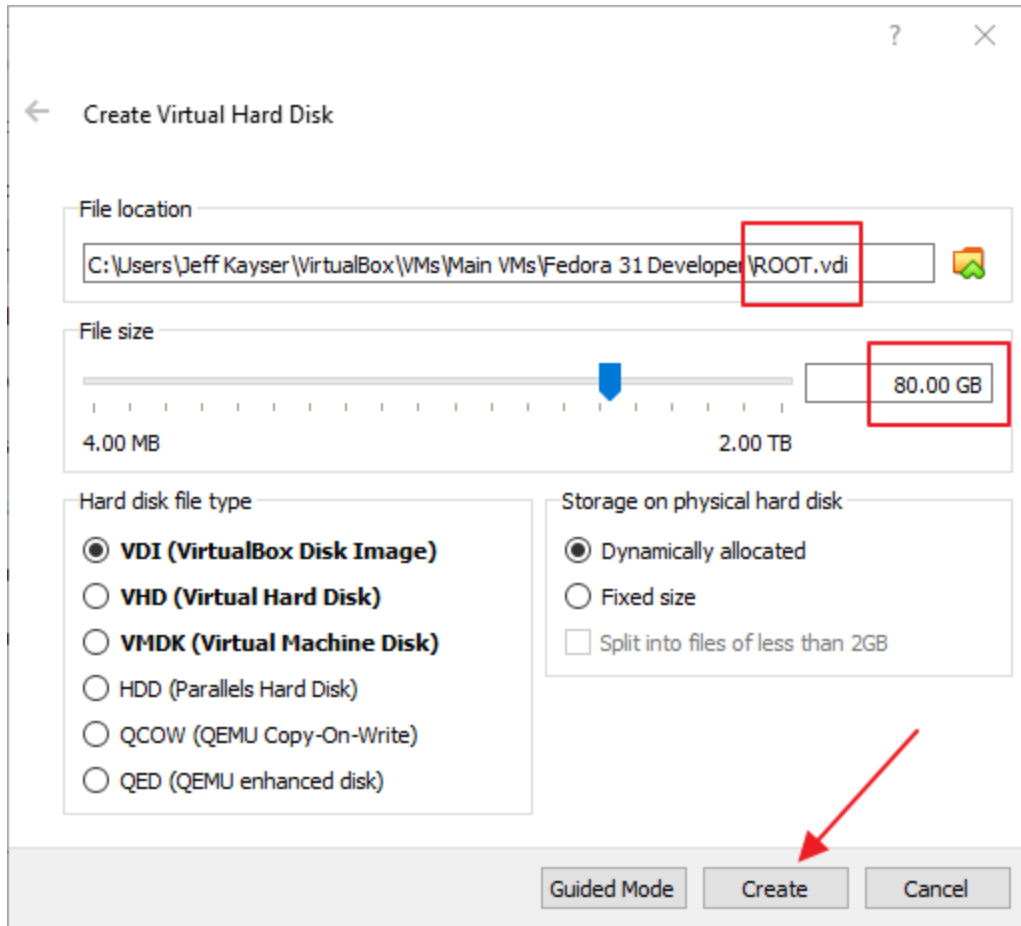 ?
Create Virtual Hard Disk
File location
C:\Users\Jeff Kayser\VirtualBox\VMs\Main VMs\Fedora 31 Developer\ROOT.vdi
File size
80.00 GB
4.00 MB 2.00 TB
Hard disk file type
VDI (VirtualBox Disk Image)
VHD (Virtual Hard Disk)
VMDK (Virtual Machine Disk)
HDD (Parallels Hard Disk)
QCOW (QEMU Copy-On-Write)
QED (QEMU enhanced disk)
Storage on physical hard disk
Dynamically allocated
Fixed size
Split into files of less than 2GB
Guided Mode Create Cancel